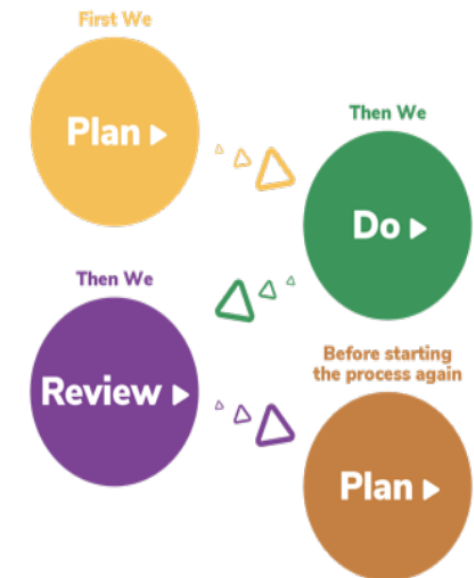 First We
Plan
Then We
Do
Then We
Review
Before starting
the process again
Plan